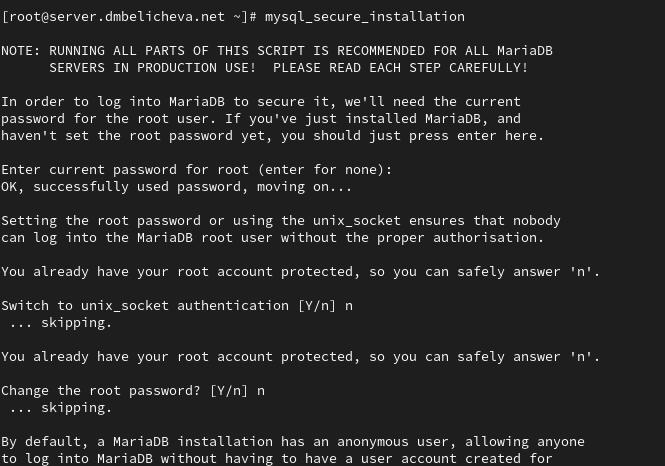 [root@server.dmbelicheva.net ~]# mysql_secure_installation
NOTE: RUNNING ALL PARTS OF THIS SCRIPT IS RECOMMENDED FOR ALL MariaDB
SERVERS IN PRODUCTION USE!  PLEASE READ EACH STEP CAREFULLY!
In order to log into MariaDB to secure it, we'll need the current
password for the root user. If you've just installed MariaDB, and
haven't set the root password yet, you should just press enter here.
Enter current password for root (enter for none):
OK, successfully used password, moving on...
Setting the root password or using the unix_socket ensures that nobody
can log into the MariaDB root user without the proper authorisation.
You already have your root account protected, so you can safely answer 'n'.
Switch to unix_socket authentication [Y/n] n
... skipping.
You already have your root account protected, so you can safely answer 'n'.
Change the root password? [Y/n] n
... skipping.
By default, a MariaDB installation has an anonymous user, allowing anyone
to log into MariaDB without having to have a user account created for